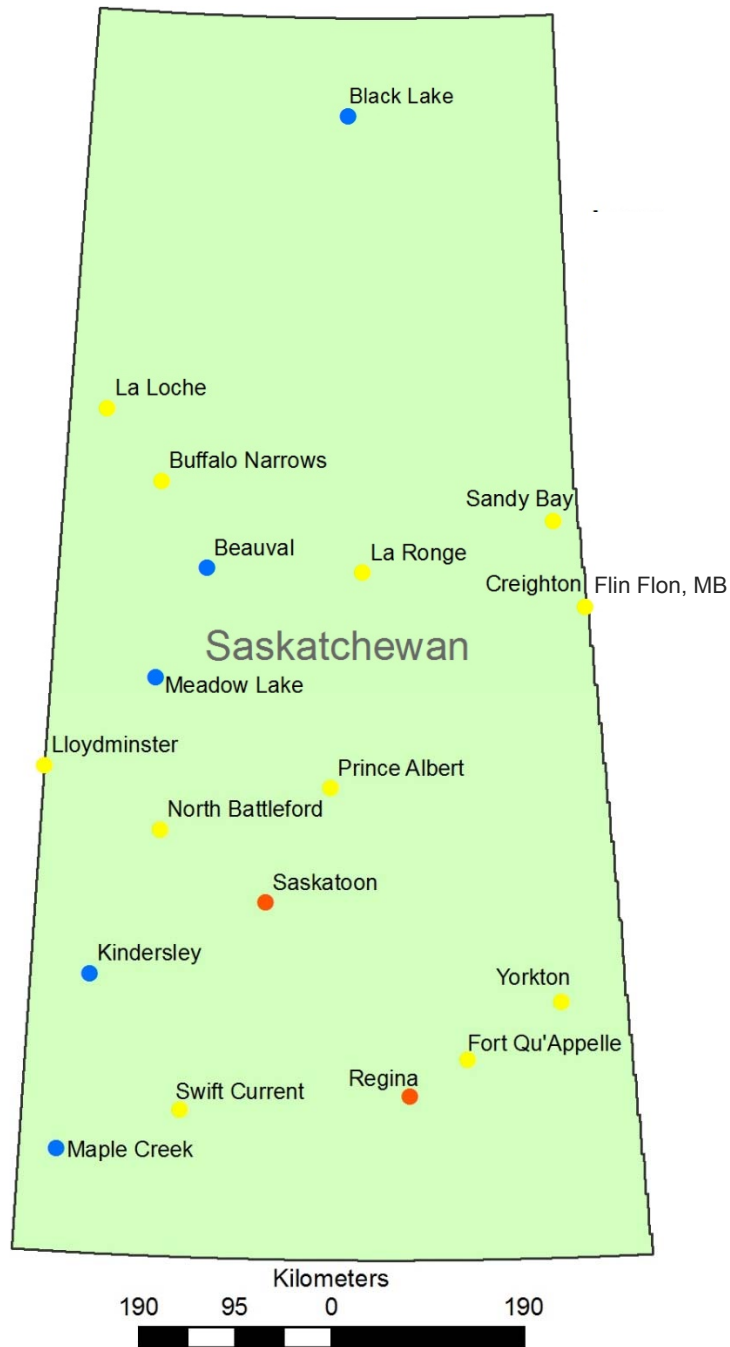 Black Lake
La Loche
Buffalo Narrows
Sandy Bay
Beauval
La Ronge
Creighton Flin Flon, MB
Saskatchewan
Meadow Lake
Lloydminster
Prince Albert
North Battleford
Saskatoon
Kindersley
Yorkton
Fort Qu'Appelle
Regina
Swift Current
Maple Creek
Kilometers
190 95 0 190